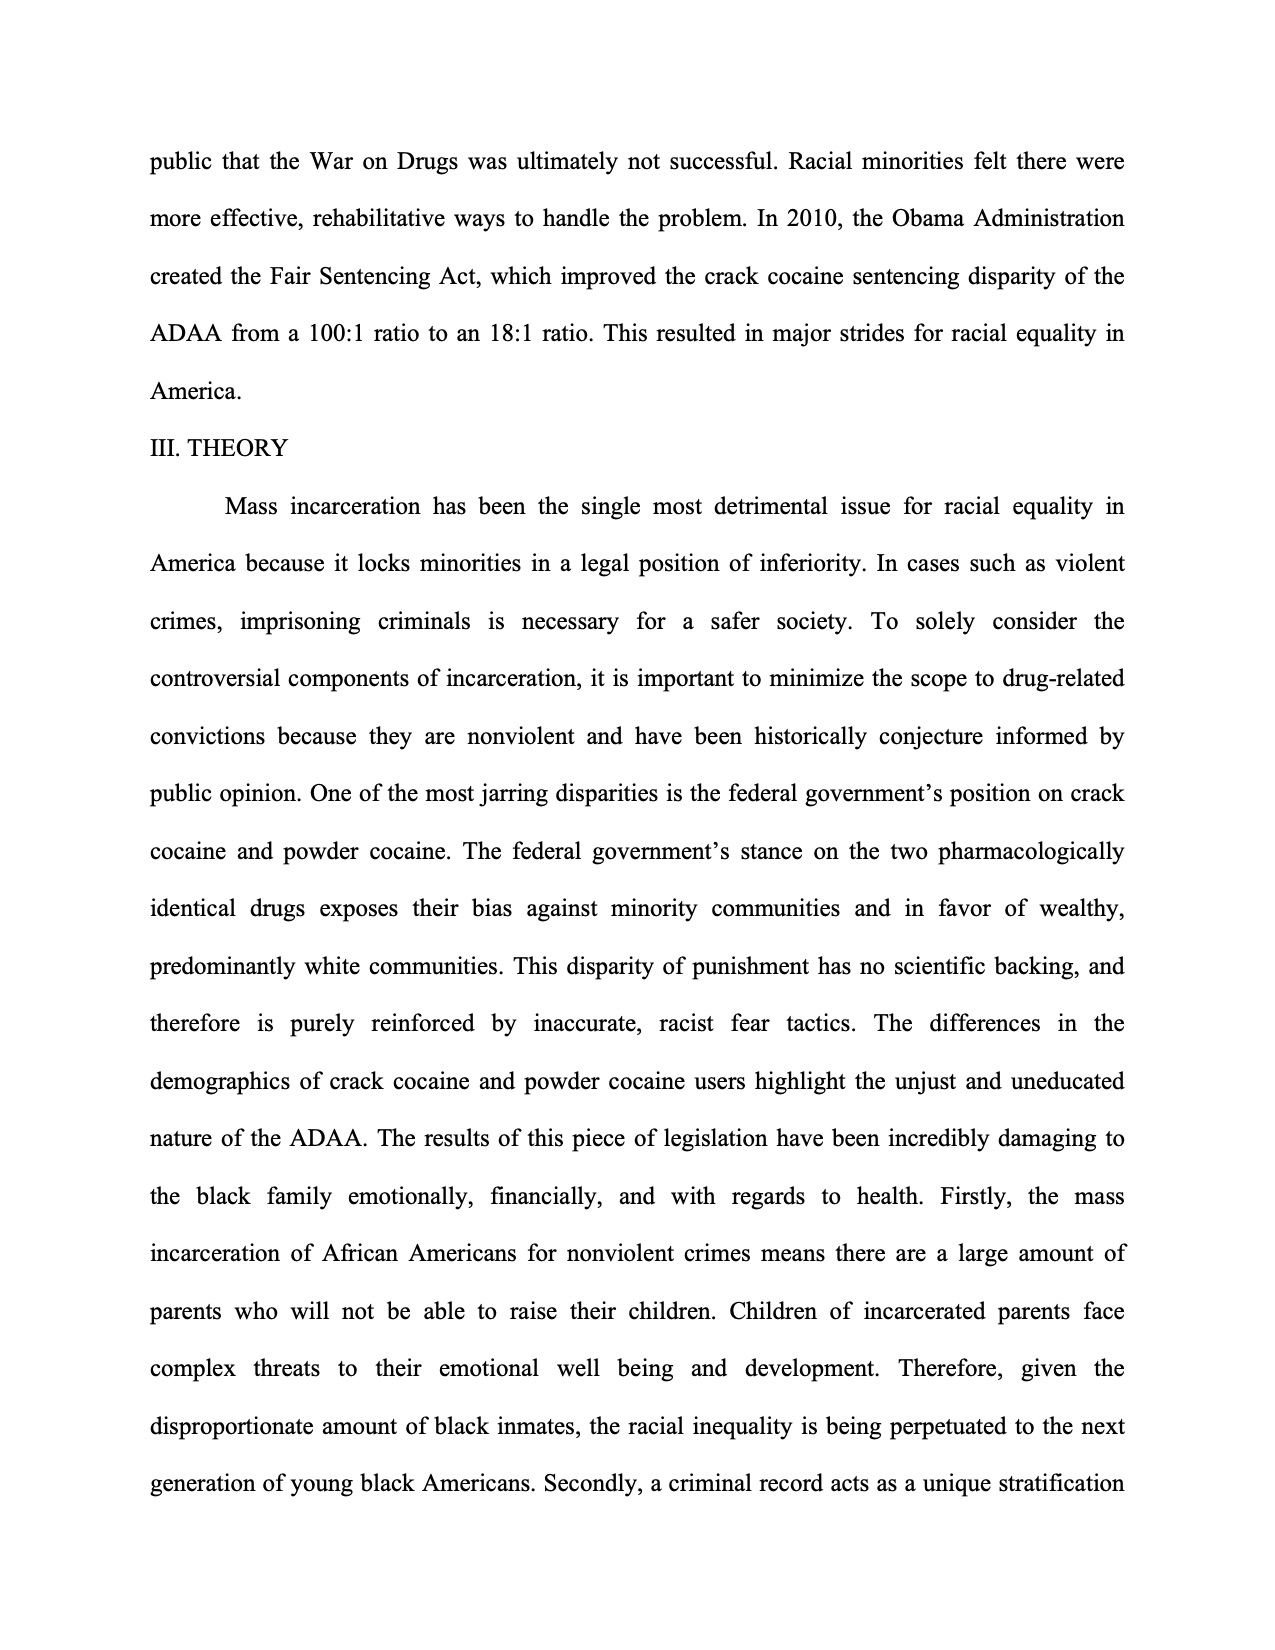 public that the War on Drugs was ultimately not successful. Racial minorities felt there were
more effective, rehabilitative ways to handle the problem. In 2010, the Obama Administration
created the Fair Sentencing Act, which improved the crack cocaine sentencing disparity of the
ADAA from a 100:1 ratio to an 18:1 ratio. This resulted in major strides for racial equality in
America.
III. THEORY
Mass incarceration has been the single most detrimental issue for racial equality in
America because it locks minorities in a legal position of inferiority. In cases such as violent
crimes, imprisoning criminals is necessary for a safer society. To solely consider the
controversial components of incarceration, it is important to minimize the scope to drug-related
convictions because they are nonviolent and have been historically conjecture informed by
public opinion. One of the most jarring disparities is the federal government’s position on crack
cocaine and powder cocaine. The federal government’s stance on the two pharmacologically
identical drugs exposes their bias against minority communities and in favor of wealthy,
predominantly white communities. This disparity of punishment has no scientific backing, and
therefore is purely reinforced by inaccurate, racist fear tactics. The differences in the
demographics of crack cocaine and powder cocaine users highlight the unjust and uneducated
nature of the ADAA. The results of this piece of legislation have been incredibly damaging to
the black family emotionally, financially, and with regards to health. Firstly, the mass
incarceration of African Americans for nonviolent crimes means there are a large amount of
parents who will not be able to raise their children. Children of incarcerated parents face
complex threats to their emotional well being and development. Therefore, given the
disproportionate amount of black inmates, the racial inequality is being perpetuated to the next
generation of young black Americans. Secondly, a criminal record acts as a unique stratification